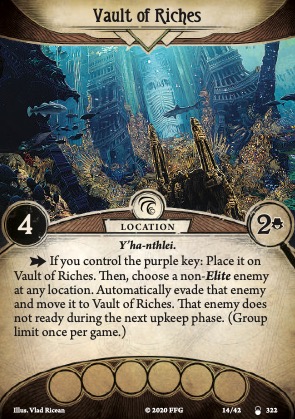 Vault of Riches
4
LOCATION
2
Y'ha-nthlei.
If you control the purple key: Place it on
Vault of Riches. Then, choose a non-Elite enemy
at any location. Automatically evade that enemy
and move it to Vault of Riches. That enemy does
not ready during the next upkeep phase. (Group
limit once per game.)
Illus. Vlad Ricean © 2020 FFG 14/42 322